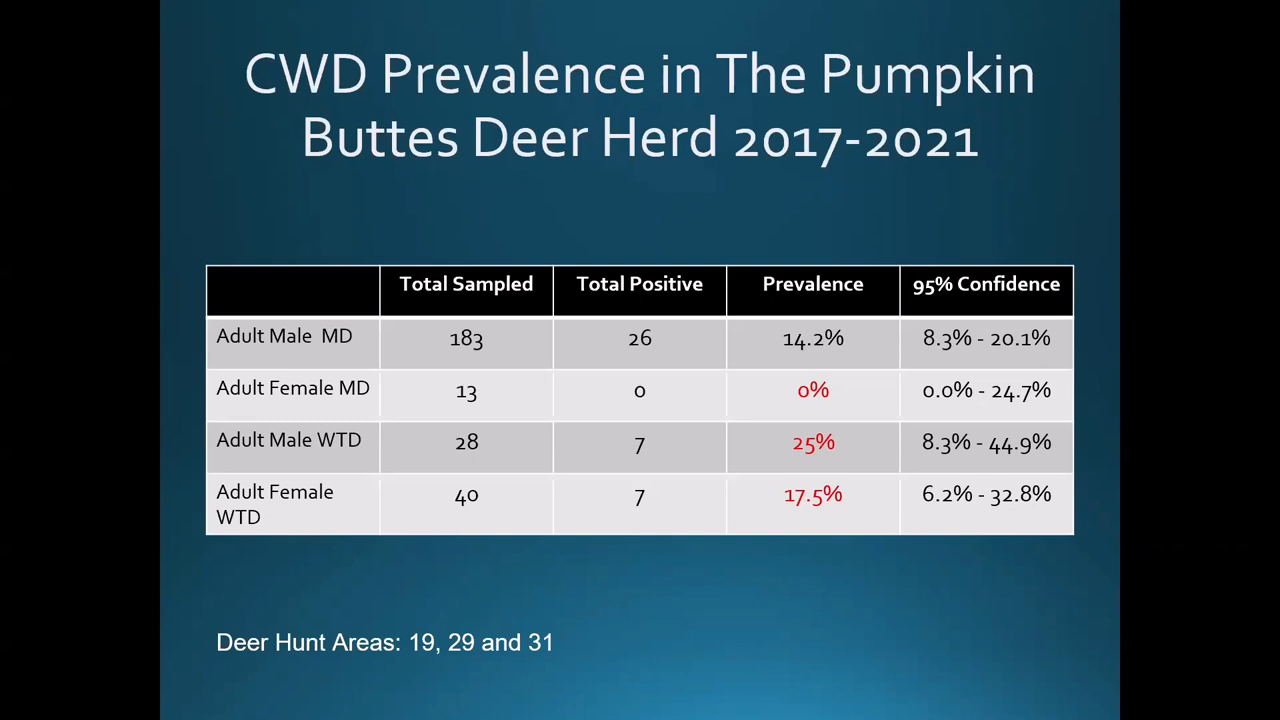 CWD Prevalence in The Pumpkin
Buttes Deer Herd 2017-2021
Total Sampled Total Positive Prevalence 95% Confidence
Adult Male MD 183 26 14.2% 8.3% - 20.1%
Adult Female MD 13 0 0% 0.0% - 24.7%
Adult Male WTD 28 7 25% 8.3% - 44.9%
Adult Female
WTD 40 7 17.5% 6.2% - 32.8%
Deer Hunt Areas: 19, 29 and 31